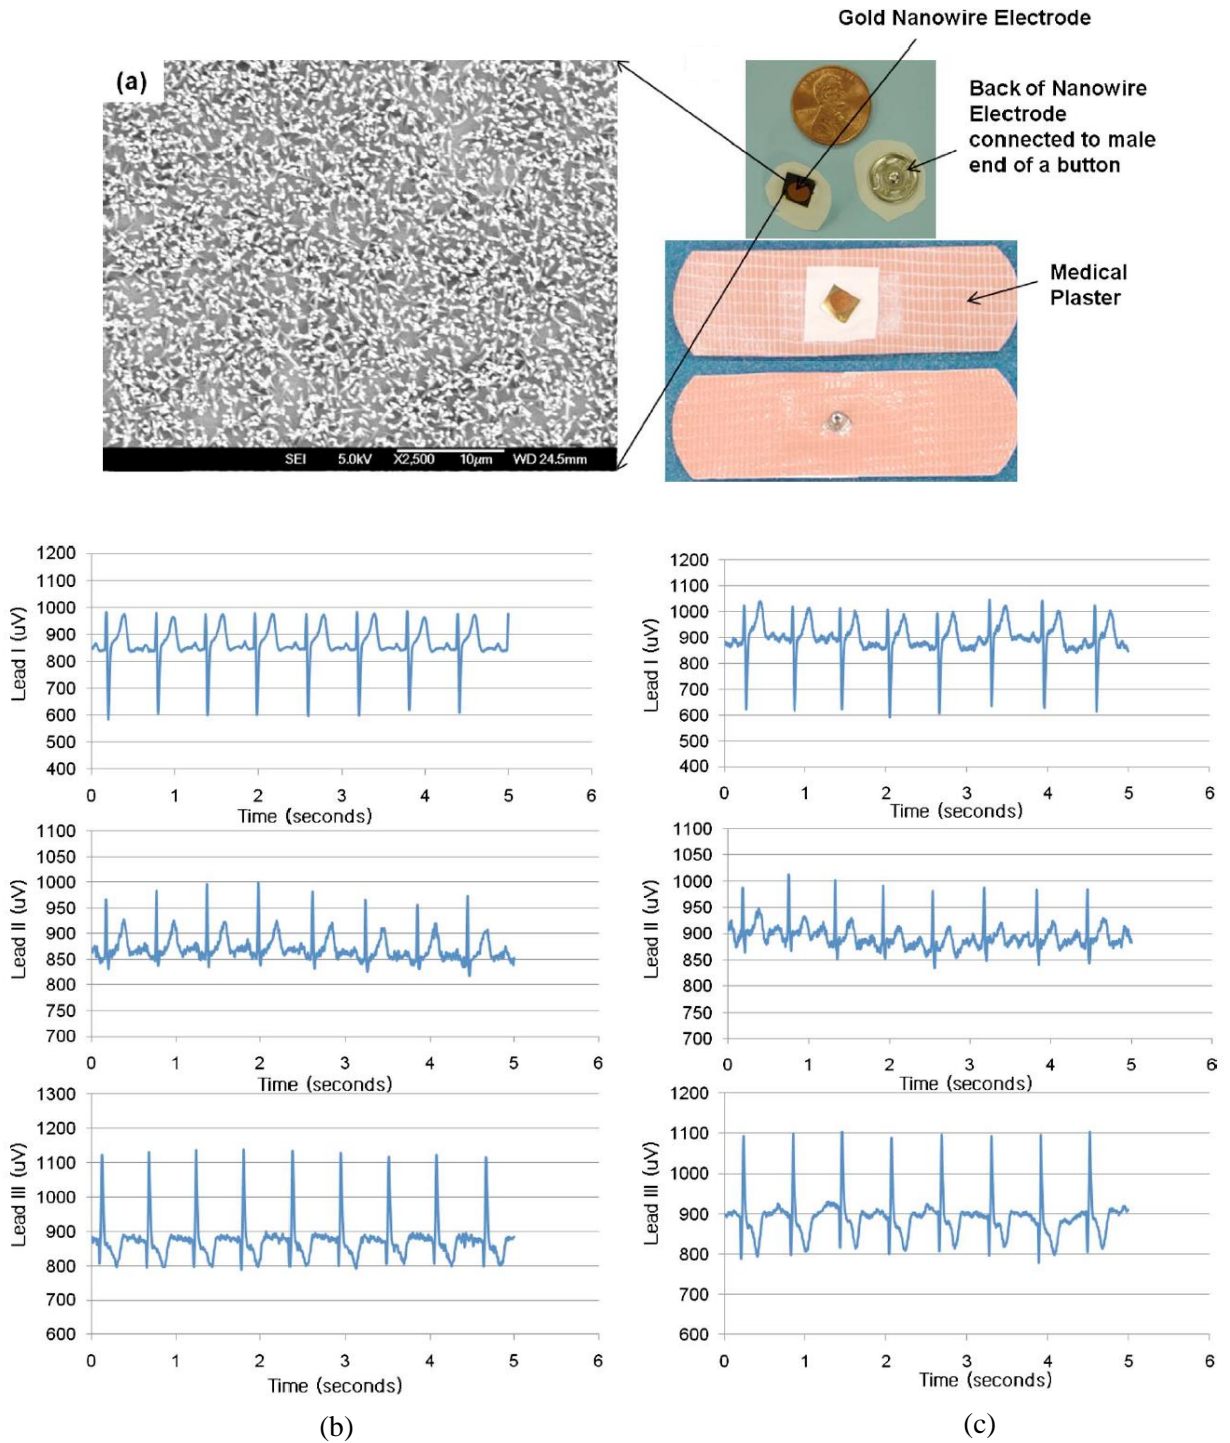 Gold Nanowire Electrode
(a)
Back of Nanowire
Electrode
connected to male
end of a button
Medical
Plaster
SEI 5.0kV X2,500 10μm WD 24.5mm
1200
1100
1000
900
800
700
600
500
400
Lead I (uV)
0 1 2 3 4 5 6
Time (seconds)
1200
1100
1000
900
800
700
600
500
400
Lead I (uV)
0 1 2 3 4 5 6
Time (seconds)
1100
1050
1000
950
900
850
800
750
700
Lead II (uV)
0 1 2 3 4 5 6
Time (seconds)
1100
1050
1000
950
900
850
800
750
700
Lead II (uV)
0 1 2 3 4 5 6
Time (seconds)
1300
1200
1100
1000
900
800
700
600
Lead III (uV)
0 1 2 3 4 5 6
Time (seconds)
1200
1100
1000
900
800
700
600
Lead III (uV)
0 1 2 3 4 5 6
Time (seconds)
(b)
(c)